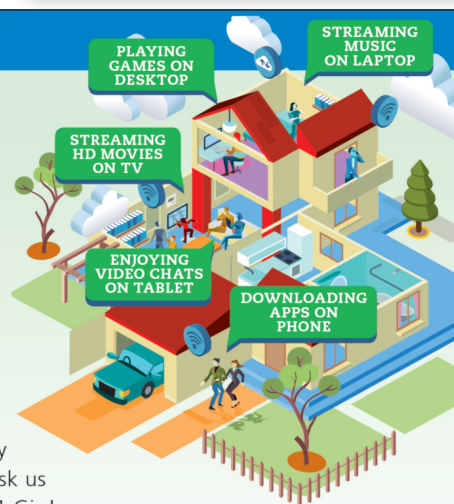 PLAYING
GAMES ON
DESKTOP
STREAMING
MUSIC
ON LAPTOP
STREAMING
HD MOVIES
ON TV
ENJOYING
VIDEO CHATS
ON TABLET
DOWNLOADING
APPS ON
PHONE
sk us